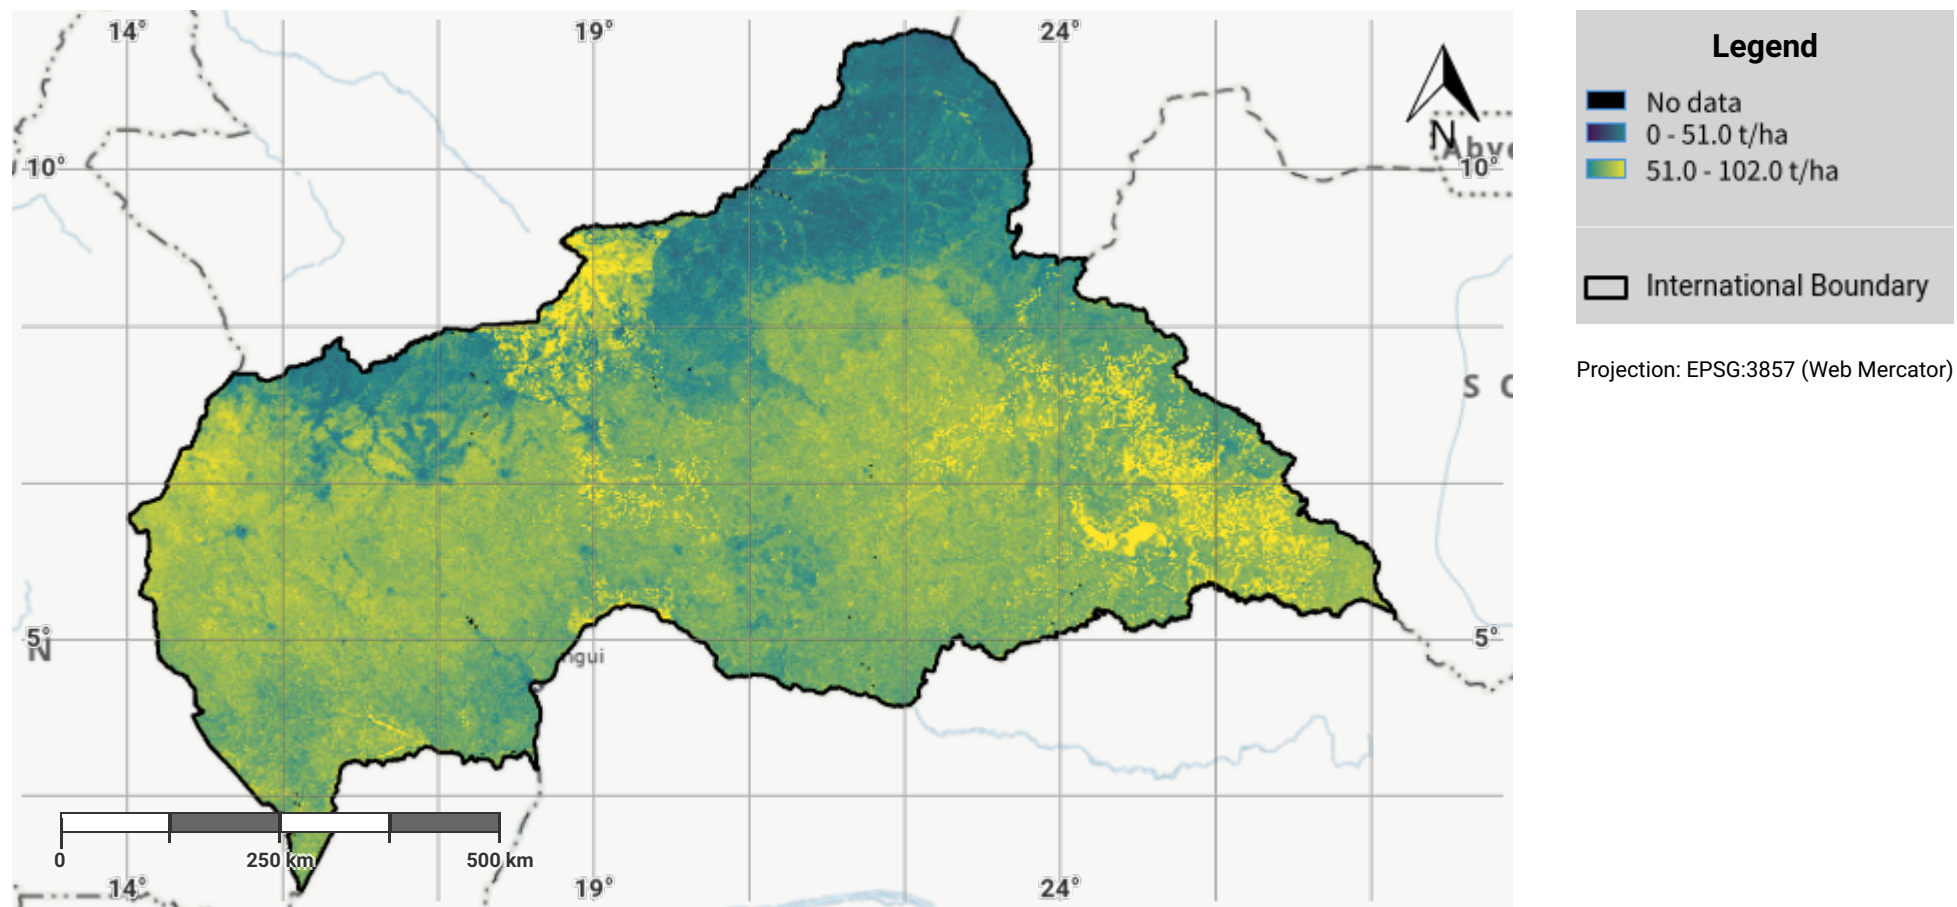 14°
19°
24°
N
Abye
10°
10°
S O
5°
5°
N
ngui
0
250 km
500 km
14°
19°
24°
Legend
No data
0 - 51.0 t/ha
51.0 - 102.0 t/ha
International Boundary
Projection: EPSG:3857 (Web Mercator)